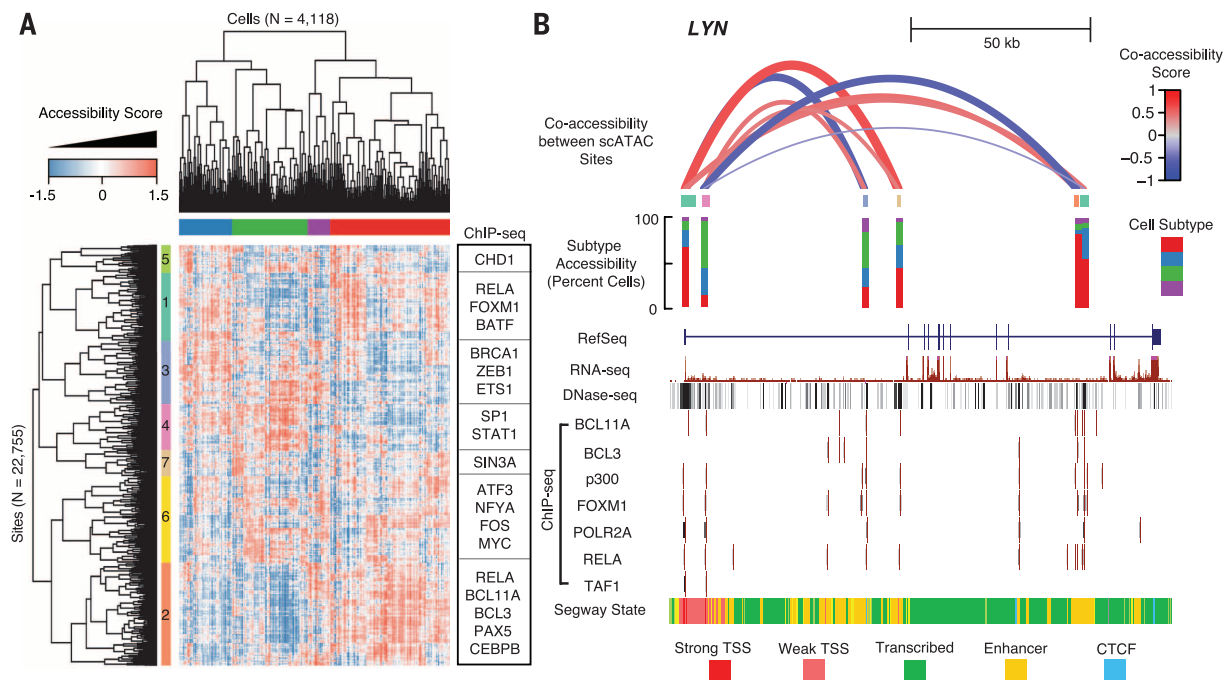 A
Cells (N = 4,118)
Accessibility Score
-1.5
0
1.5
ChIP-seq
Sites (N = 22,755)
5
CHD1
1
RELA
FOXM1
BATF
3
BRCA1
ZEB1
ETS1
4
SP1
STAT1
7
SIN3A
6
ATF3
NFYA
FOS
MYC
2
RELA
BCL11A
BCL3
PAX5
CEBPB
B
LYN
50 kb
Co-accessibility
Score
1
0.5
0
−0.5
−1
Co-accessibility
between scATAC
Sites
100
0
Subtype
Accessibility
(Percent Cells)
Cell Subtype
RefSeq
RNA-seq
DNase-seq
ChIP-seq
BCL11A
BCL3
p300
FOXM1
POLR2A
RELA
TAF1
Segway State
Strong TSS
Weak TSS
Transcribed
Enhancer
CTCF